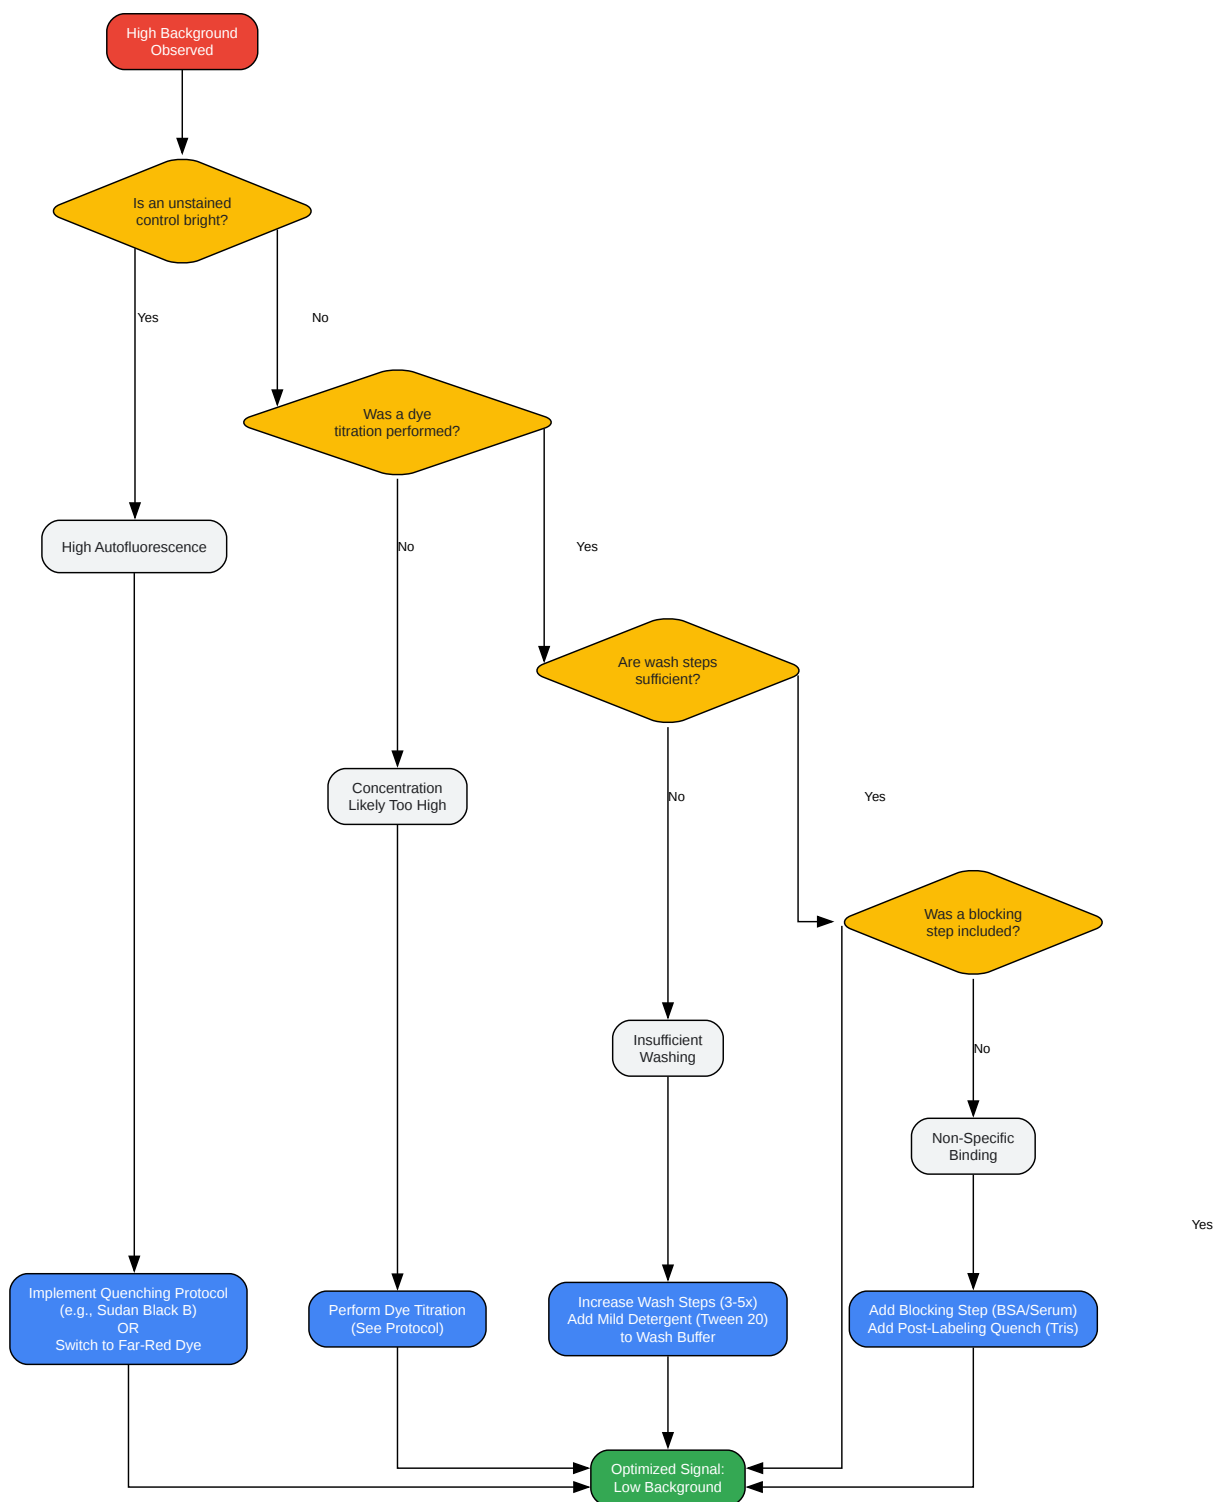 High Background
Observed
Is an unstained
control bright?
Yes
No
Was a dye
titration performed?
High Autofluorescence
No
Yes
Are wash steps
sufficient?
Concentration
Likely Too High
No
Yes
Was a blocking
step included?
Insufficient
Washing
No
Non-Specific
Binding
Yes
Implement Quenching Protocol
(e.g., Sudan Black B)
OR
Switch to Far-Red Dye
Perform Dye Titration
(See Protocol)
Increase Wash Steps (3-5x)
Add Mild Detergent (Tween 20)
to Wash Buffer
Add Blocking Step (BSA/Serum)
Add Post-Labeling Quench (Tris)
Optimized Signal:
Low Background